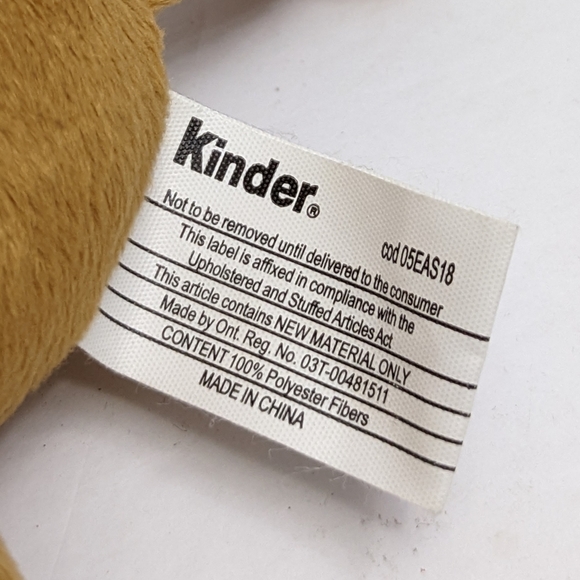 Kinder®
cod 05EAS18
Not to be removed until delivered to the consumer
This label is affixed in compliance with the
Upholstered and Stuffed Articles Act
This article contains NEW MATERIAL ONLY
Made by Ont. Reg. No. 03T-00481511
CONTENT 100% Polyester Fibers
MADE IN CHINA